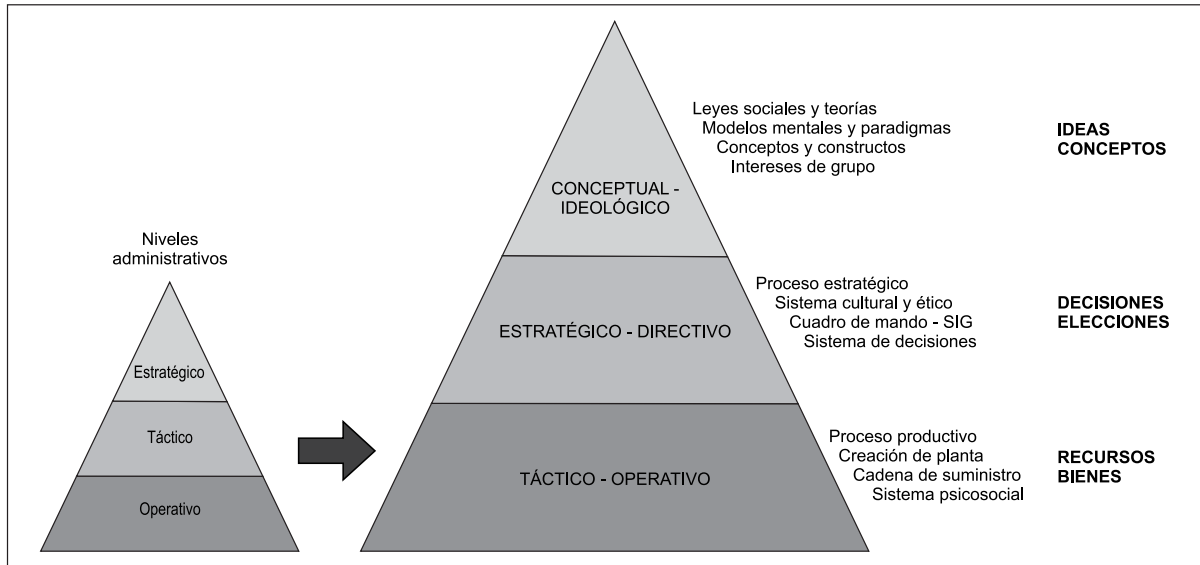 Niveles
administrativos
Estratégico
Táctico
Operativo
CONCEPTUAL -
IDEOLÓGICO
Leyes sociales y teorías
Modelos mentales y paradigmas
Conceptos y constructos
Intereses de grupo
IDEAS
CONCEPTOS
ESTRATÉGICO - DIRECTIVO
Proceso estratégico
Sistema cultural y ético
Cuadro de mando - SIG
Sistema de decisiones
DECISIONES
ELECCIONES
TÁCTICO - OPERATIVO
Proceso productivo
Creación de planta
Cadena de suministro
Sistema psicosocial
RECURSOS
BIENES